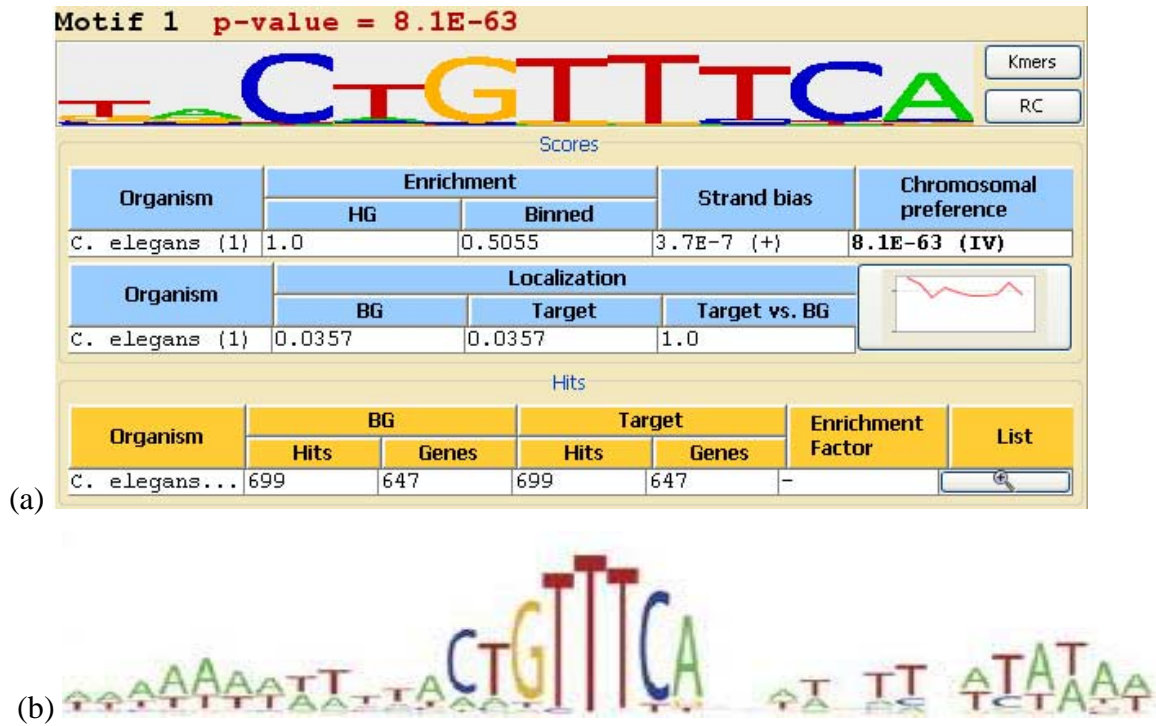 Motif 1 p-value = 8.1E-63
TACTGTTTCA
Kmers
RC
Scores
Organism Enrichment Strand bias Chromosomal preference
HG Binned
C. elegans (1) 1.0 0.5055 3.7E-7 (+) 8.1E-63 (IV)
Organism Localization
BG Target Target vs. BG
C. elegans (1) 0.0357 0.0357 1.0
Hits
Organism BG Target Enrichment Factor List
Hits Genes Hits Genes
C. elegans... 699 647 699 647 -
(a)
CTGTTTCA
(b)